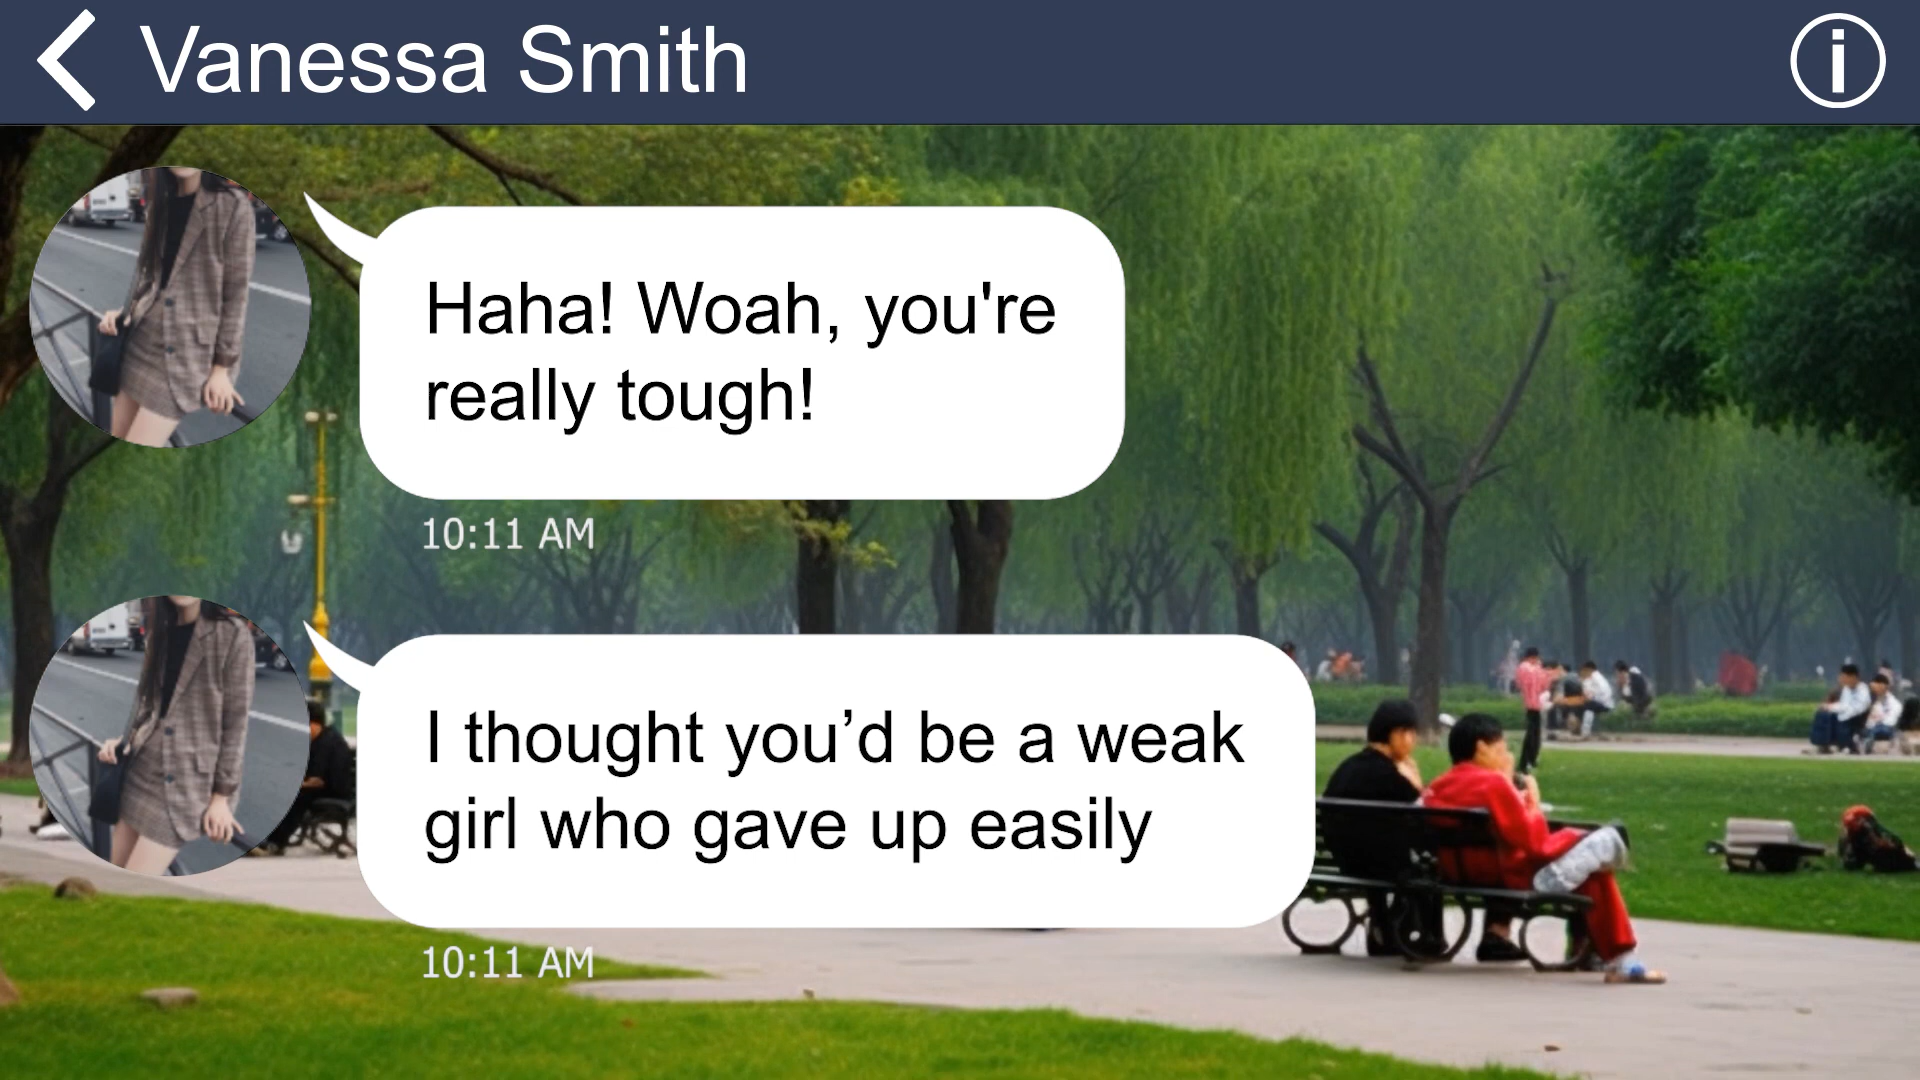 Vanessa Smith
Haha! Woah, you're
really tough!
10:11 AM
I thought you’d be a weak
girl who gave up easily
10:11 AM